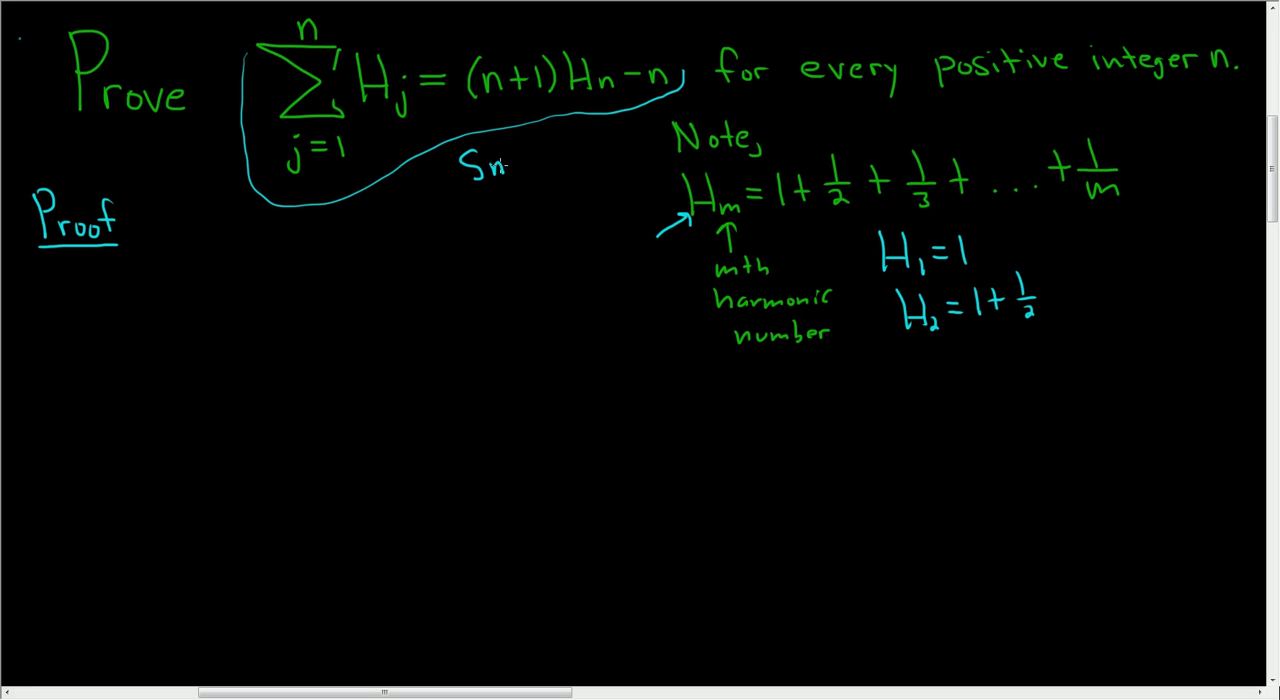 Prove ∑_{j=1}^{n} H_j = (n+1)H_n - n, for every positive integer n.
Note,
H_m = 1 + 1/2 + 1/3 + ... + 1/m
Sn
Proof
↑
mth
harmonic
number
H_1 = 1
H_2 = 1 + 1/2